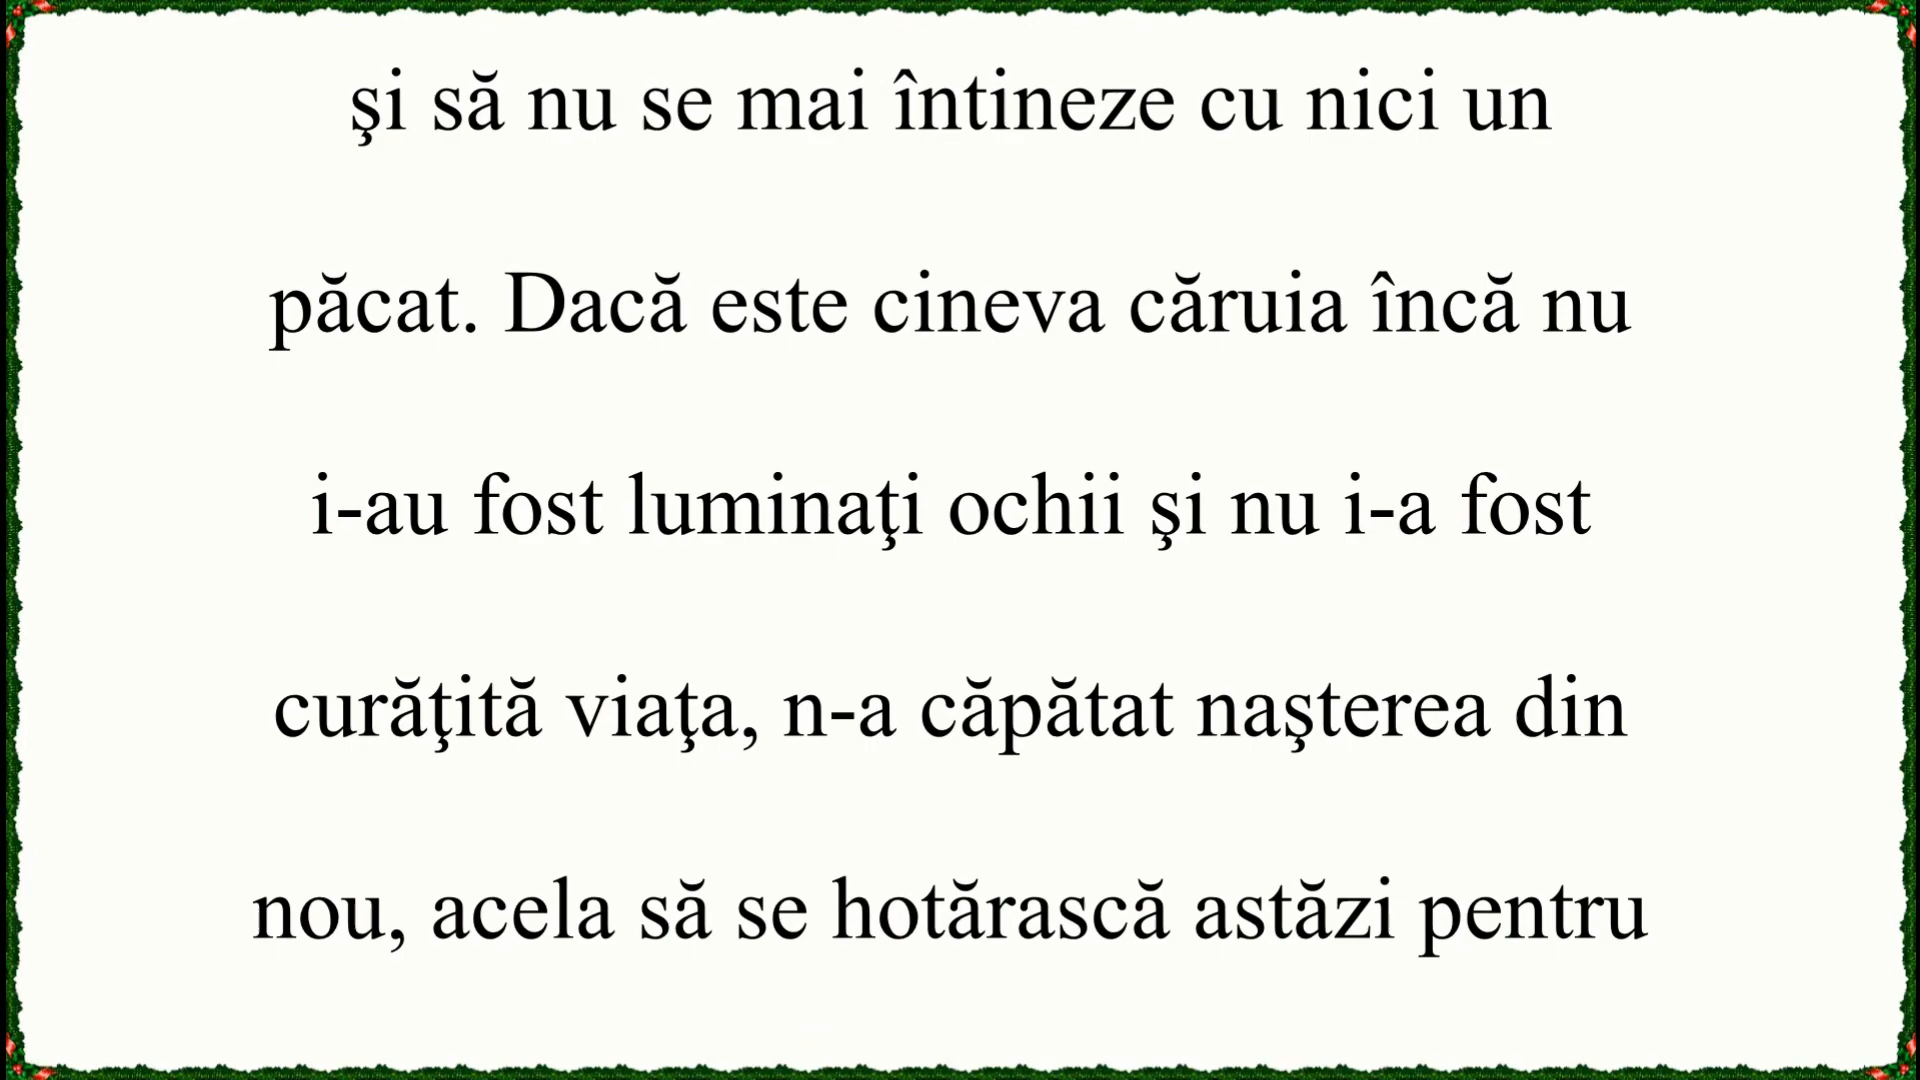 şi să nu se mai întineze cu nici un
păcat. Dacă este cineva căruia încă nu
i-au fost luminaţi ochii şi nu i-a fost
curăţită viaţa, n-a căpătat naşterea din
nou, acela să se hotărască astăzi pentru